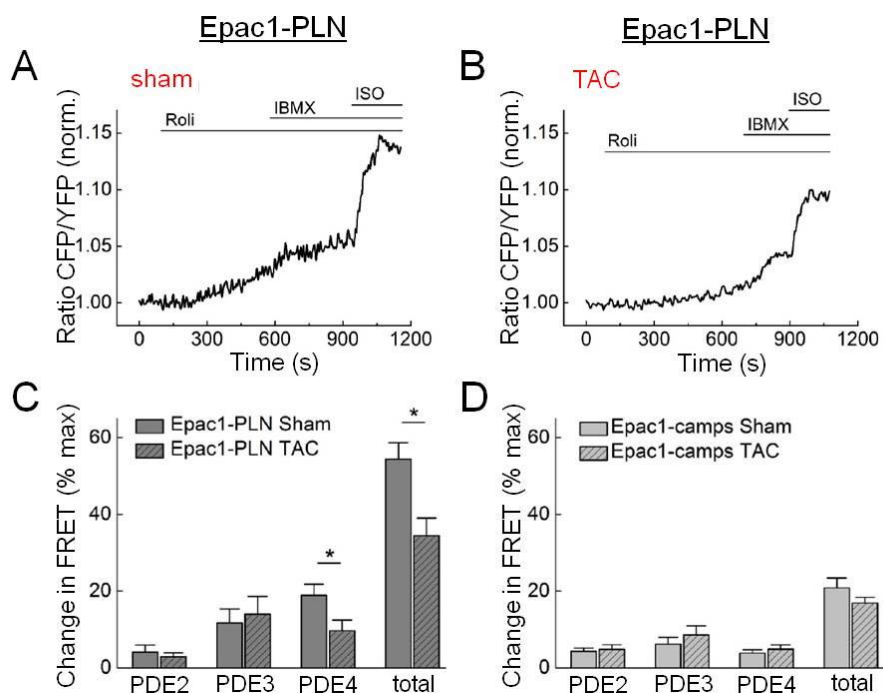 Epac1-PLN
Epac1-PLN
A
sham
ISO
IBMX
Roli
Ratio CFP/YFP (norm.)
1.15
1.10
1.05
1.00
0 300 600 900 1200
Time (s)
B
TAC
ISO
IBMX
Roli
Ratio CFP/YFP (norm.)
1.15
1.10
1.05
1.00
0 300 600 900 1200
Time (s)
C
Epac1-PLN Sham
Epac1-PLN TAC
Change in FRET (% max)
60
40
20
0
*
*
PDE2 PDE3 PDE4 total
D
Epac1-camps Sham
Epac1-camps TAC
Change in FRET (% max)
60
40
20
0
PDE2 PDE3 PDE4 total